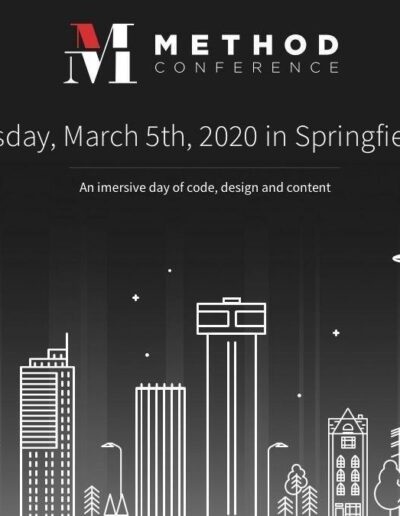 METHOD
CONFERENCE
sday, March 5th, 2020 in Springfie
An imersive day of code, design and content